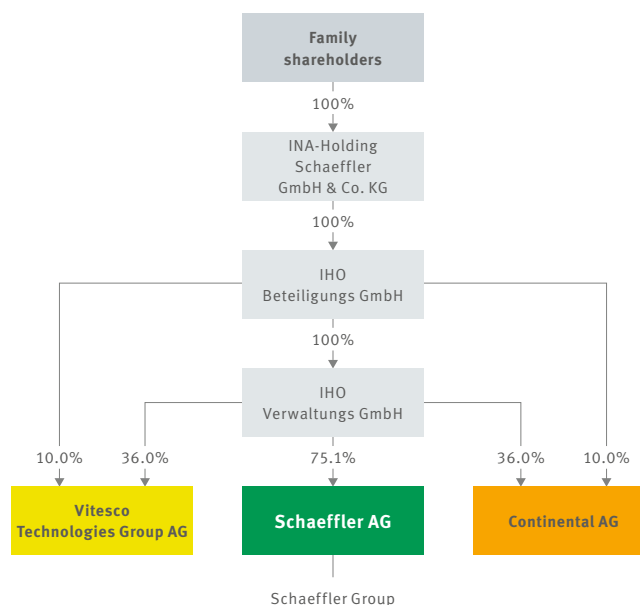 Family
shareholders
100%
INA-Holding
Schaeffler
GmbH & Co. KG
100%
IHO
Beteiligungs GmbH
100%
IHO
Verwaltungs GmbH
10.0%
36.0%
75.1%
36.0%
10.0%
Vitesco
Technologies Group AG
Schaeffler AG
Continental AG
Schaeffler Group